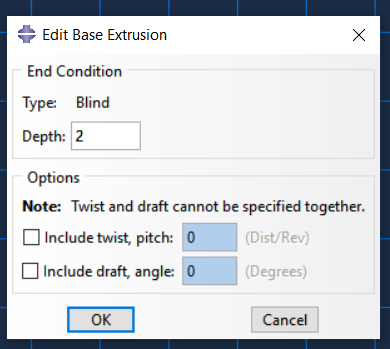 Edit Base Extrusion
End Condition
Type: Blind
Depth: 2
Options
Note: Twist and draft cannot be specified together.
Include twist, pitch: 0 (Dist/Rev)
Include draft, angle: 0 (Degrees)
OK Cancel